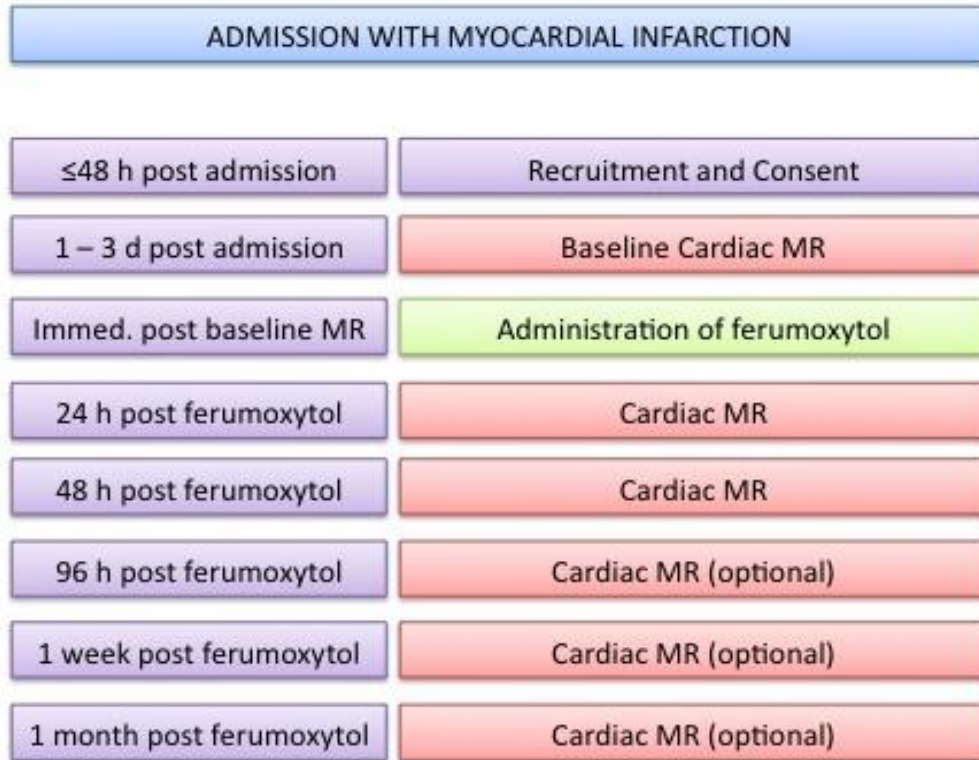 ADMISSION WITH MYOCARDIAL INFARCTION
≤48 h post admission Recruitment and Consent
1 – 3 d post admission Baseline Cardiac MR
Immed. post baseline MR Administration of ferumoxytol
24 h post ferumoxytol Cardiac MR
48 h post ferumoxytol Cardiac MR
96 h post ferumoxytol Cardiac MR (optional)
1 week post ferumoxytol Cardiac MR (optional)
1 month post ferumoxytol Cardiac MR (optional)